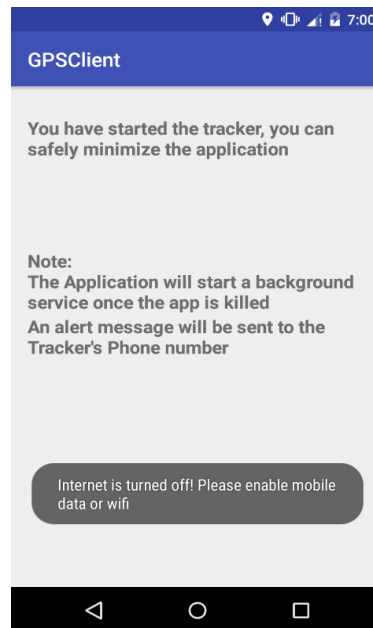 7:00
GPSClient
You have started the tracker, you can
safely minimize the application
Note:
The Application will start a background
service once the app is killed
An alert message will be sent to the
Tracker's Phone number
Internet is turned off! Please enable mobile
data or wifi